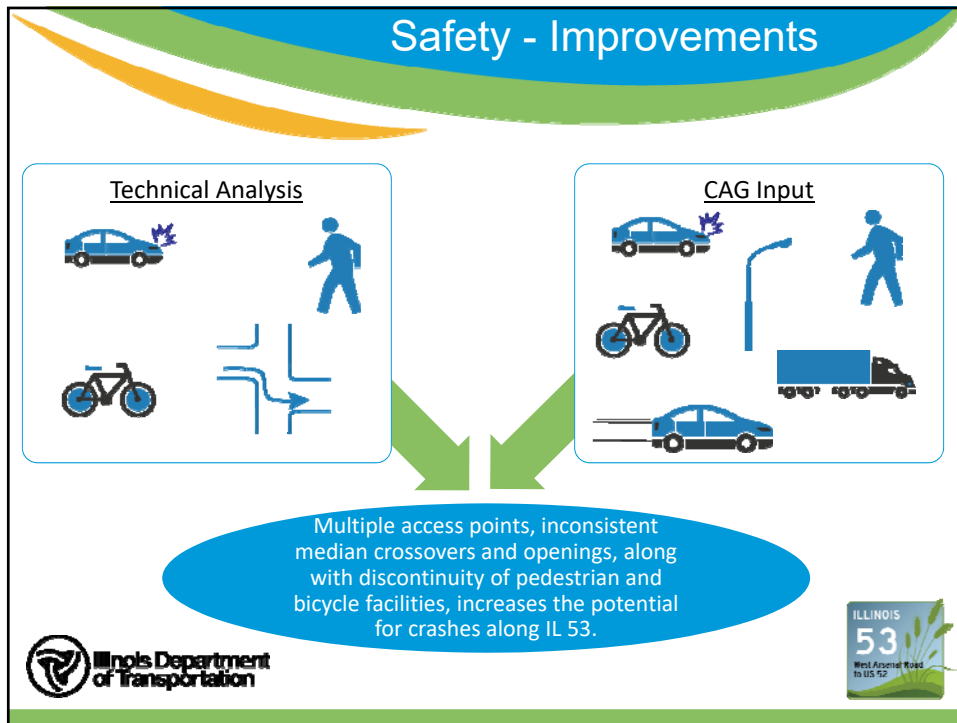 Safety - Improvements
Technical Analysis
CAG Input
Multiple access points, inconsistent
median crossovers and openings, along
with discontinuity of pedestrian and
bicycle facilities, increases the potential
for crashes along IL 53.
Illinois Department
of Transportation
ILLINOIS
53
West Arsenal Road
to US 52